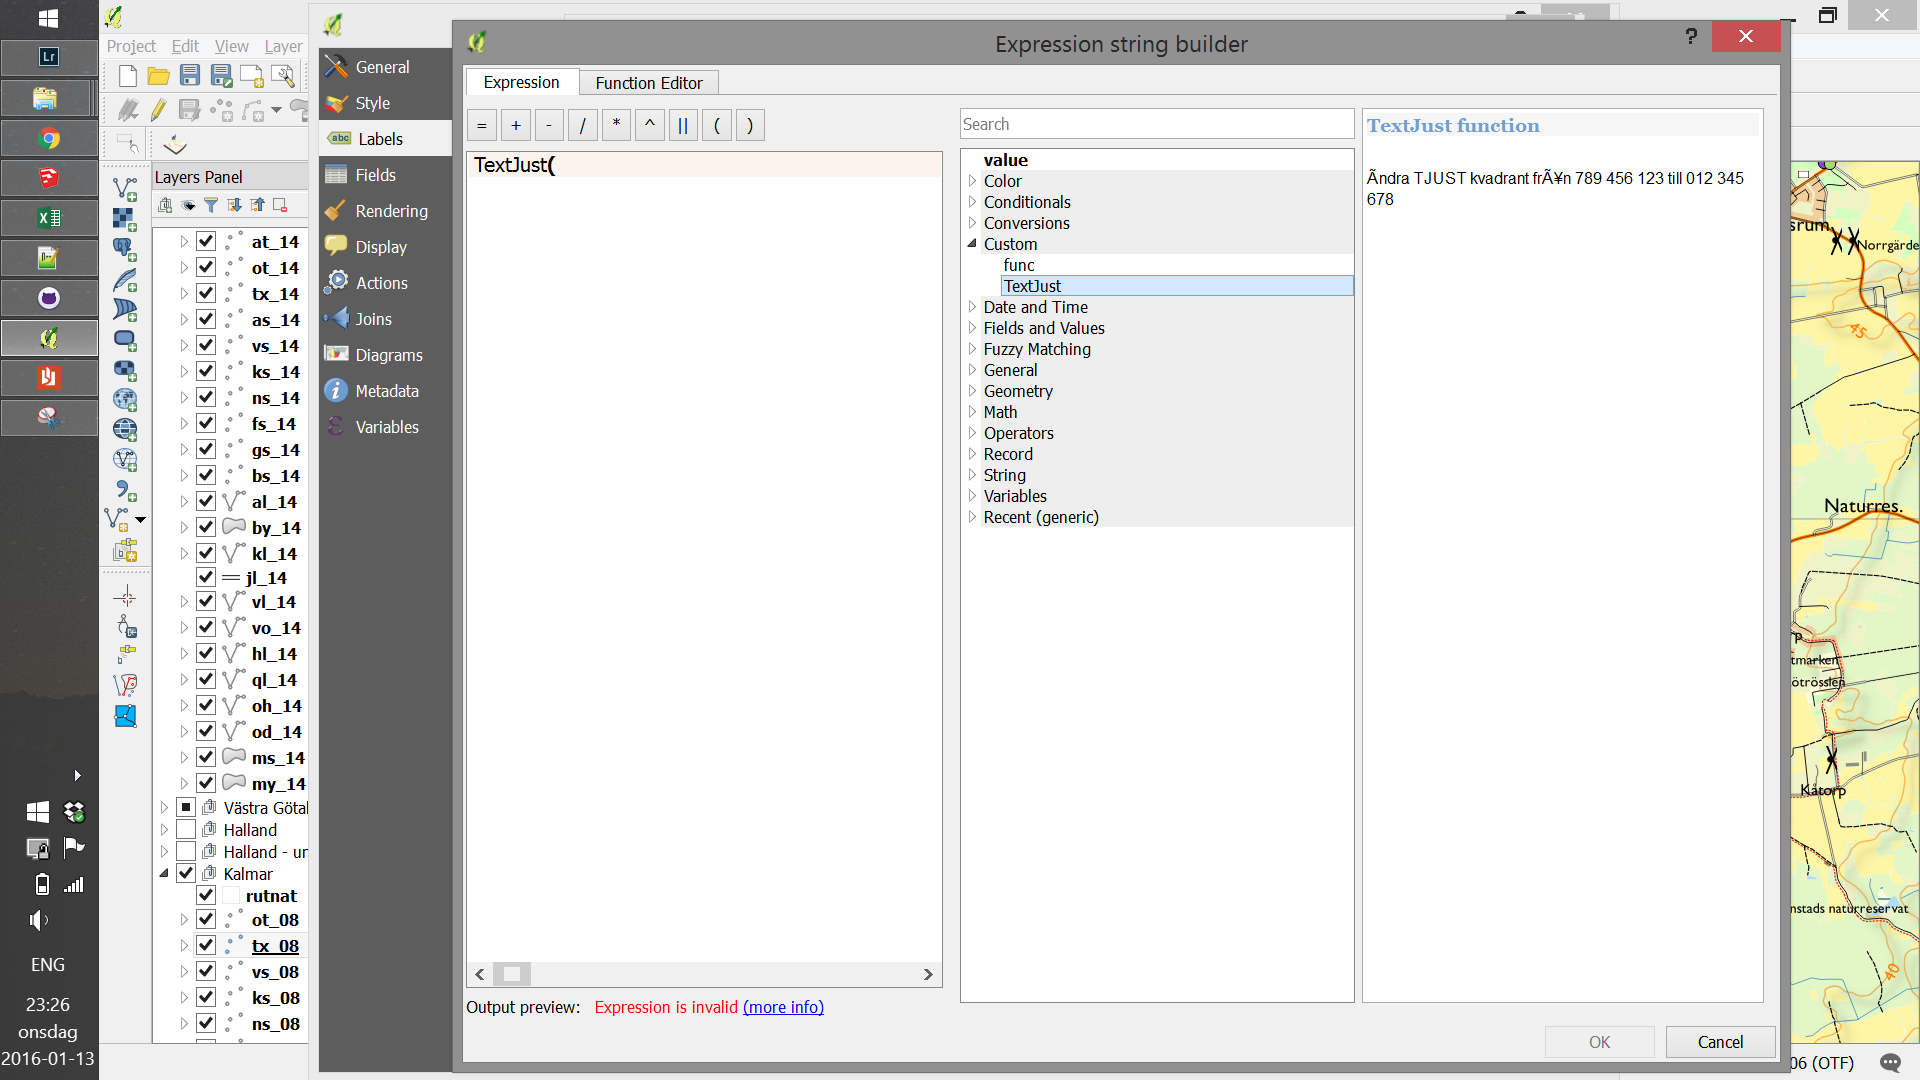 Project Edit View Layer
Layers Panel
at_14
ot_14
tx_14
as_14
vs_14
ks_14
ns_14
fs_14
gs_14
bs_14
al_14
by_14
kl_14
jl_14
vl_14
vo_14
hl_14
ql_14
oh_14
od_14
ms_14
my_14
Västra Götal
Halland
Halland - ur
Kalmar
rutnat
ot_08
tx_08
vs_08
ks_08
ns_08
Lr
ENG
23:26
onsdag
2016-01-13
General
Style
abc Labels
Fields
Rendering
Display
Actions
Joins
Diagrams
Metadata
Variables
Expression string builder
?
Expression Function Editor
= + - / * ^ || ( )
TextJust(
Output preview: Expression is invalid (more info)
Search
value
Color
Conditionals
Conversions
Custom
func
TextJust
Date and Time
Fields and Values
Fuzzy Matching
General
Geometry
Math
Operators
Record
String
Variables
Recent (generic)
TextJust function
Ãndra TJUST kvadrant frÃ¥n 789 456 123 till 012 345
678
OK Cancel
srum.
Norrgärde
45
Naturres.
tmarken
ötrösslen
Kåtorp
nstads naturreservat
40
06 (OTF)